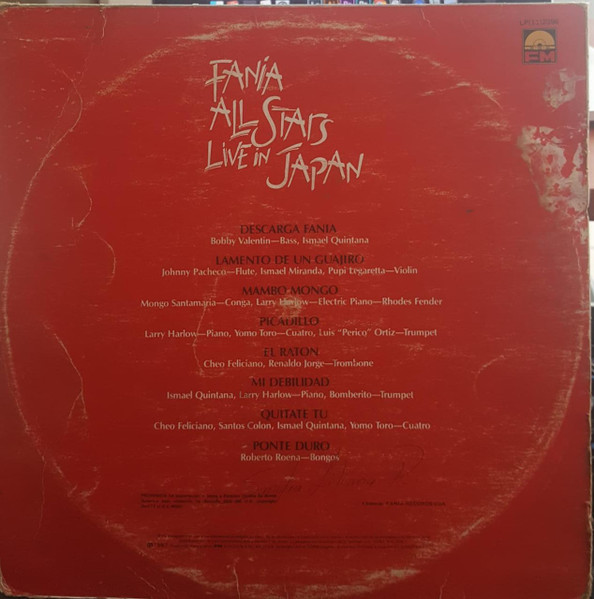 FM
FANIA
ALL STARS
LIVE IN JAPAN
DESCARGA FANIA
Bobby Valentin—Bass, Ismael Quintana
LAMENTO DE UN GUAJIRO
Johnny Pacheco—Flute, Ismael Miranda, Pupi Legarreta—Violin
MAMBO MONGO
Mongo Santamaria—Conga, Larry Harlow—Electric Piano—Rhodes Fender
PICADILLO
Larry Harlow—Piano, Yomo Toro—Cuatro, Luis "Perico" Ortiz—Trumpet
EL RATON
Cheo Feliciano, Renaldo Jorge—Trombone
MI DEBILIDAD
Ismael Quintana, Larry Harlow—Piano, Bomberito—Trumpet
QUITATE TU
Cheo Feliciano, Santos Colon, Ismael Quintana, Yomo Toro—Cuatro
PONTE DURO
Roberto Roena—Bongos